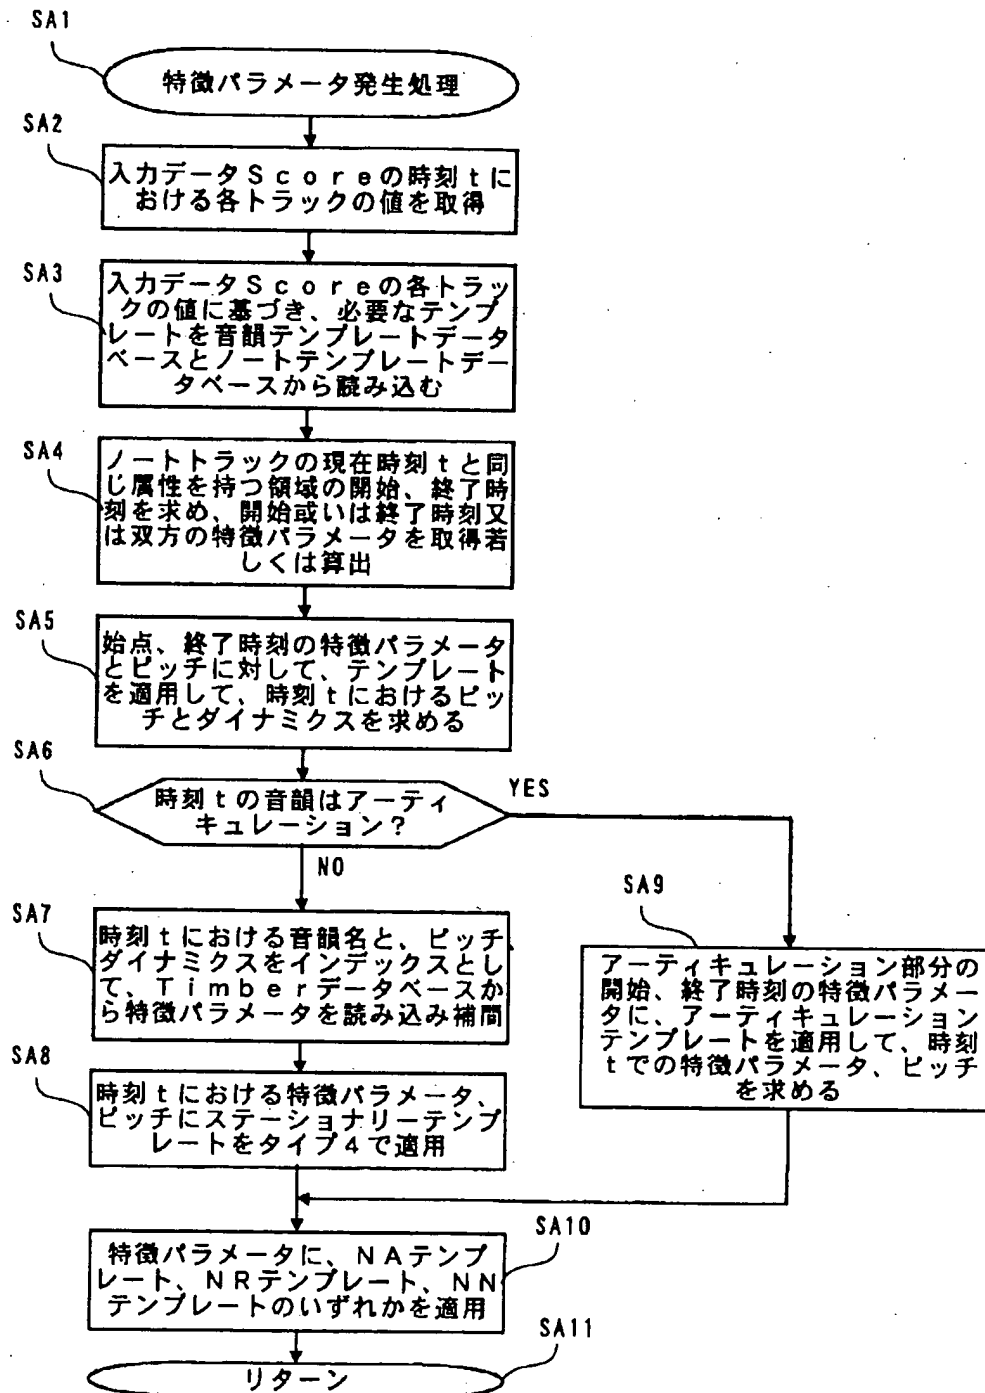 SA1
特徴パラメータ発生処理
SA2
入力データScoreの時刻tに
おける各トラックの値を取得
SA3
入力データScoreの各トラッ
クの値に基づき、必要なテンプ
レートを音韻テンプレートデータ
ベースとノートテンプレートデー
タベースから読み込む
SA4
ノートトラックの現在時刻tと同
じ属性を持つ領域の開始、終了時
刻を求め、開始或いは終了時刻又
は双方の特徴パラメータを取得若
しくは算出
SA5
始点、終了時刻の特徴パラメータ
とピッチに対して、テンプレート
を適用して、時刻tにおけるピッ
チとダイナミクスを求める
SA6
時刻tの音韻はアーティ
キュレーション?
YES
NO
SA7
時刻tにおける音韻名と、ピッチ
ダイナミクスをインデックスとし
て、Timberデータベースか
ら特徴パラメータを読み込み補間
SA8
時刻tにおける特徴パラメータ、
ピッチにステーショナリーテンプ
レートをタイプ4で適用
SA9
アーティキュレーション部分の
開始、終了時刻の特徴パラメー
タに、アーティキュレーション
テンプレートを適用して、時刻
tでの特徴パラメータ、ピッチ
を求める
SA10
特徴パラメータに、NAテンプ
レート、NRテンプレート、NN
テンプレートのいずれかを適用
SA11
リターン